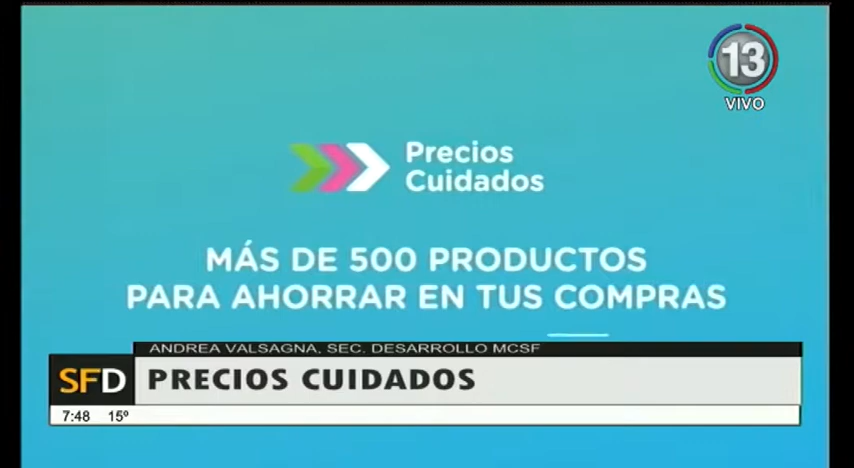 13
VIVO
Precios
Cuidados
MÁS DE 500 PRODUCTOS
PARA AHORRAR EN TUS COMPRAS
ANDREA VALSAGNA, SEC. DESARROLLO MCSF
SFD
PRECIOS CUIDADOS
7:48 15º